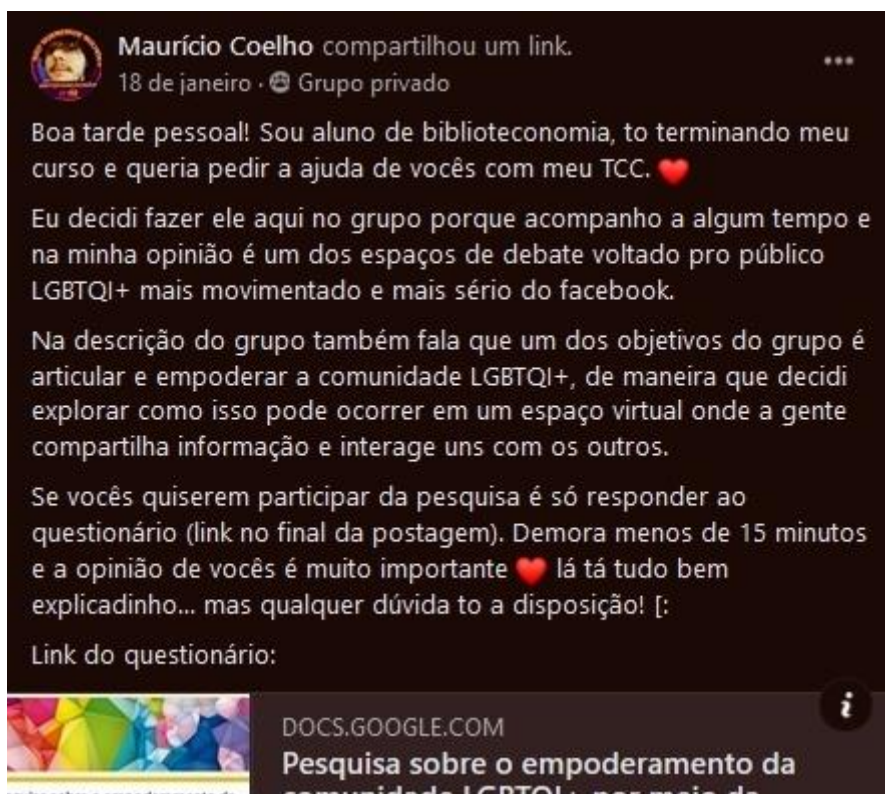 Maurício Coelho compartilhou um link.
18 de janeiro · Grupo privado
Boa tarde pessoal! Sou aluno de biblioteconomia, to terminando meu
curso e queria pedir a ajuda de vocês com meu TCC. ❤️
Eu decidi fazer ele aqui no grupo porque acompanho a algum tempo e
na minha opinião é um dos espaços de debate voltado pro público
LGBTQI+ mais movimentado e mais sério do facebook.
Na descrição do grupo também fala que um dos objetivos do grupo é
articular e empoderar a comunidade LGBTQI+, de maneira que decidi
explorar como isso pode ocorrer em um espaço virtual onde a gente
compartilha informação e interage uns com os outros.
Se vocês quiserem participar da pesquisa é só responder ao
questionário (link no final da postagem). Demora menos de 15 minutos
e a opinião de vocês é muito importante ❤️ lá tá tudo bem
explicadinho... mas qualquer dúvida to a disposição! [:
Link do questionário:
DOCS.GOOGLE.COM
Pesquisa sobre o empoderamento da
comunidade LGBTQI+ por meio da